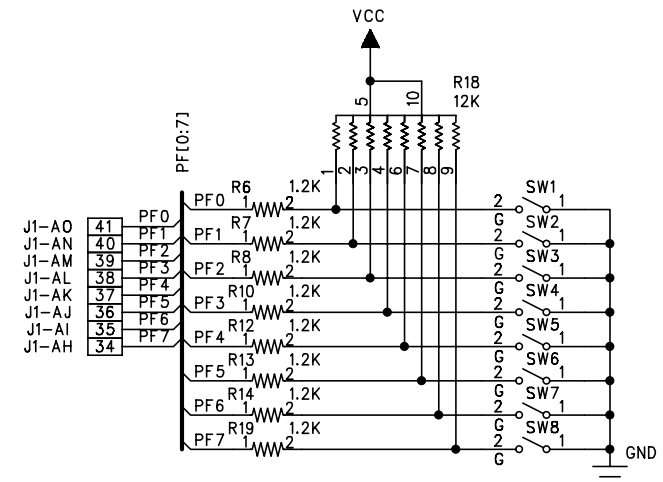 VCC
5 10 R18
12K
PF[0:7]
1 2 3 4 6 7 8 9
R6 1.2K SW1
PF0 1 2 2 1
J1-AO 41 PF0 R7 1.2K G SW2
J1-AN 40 PF1 PF1 1 2 2 1
J1-AM 39 PF2 R8 1.2K G SW3
J1-AL 38 PF3 PF2 1 2 2 1
J1-AK 37 PF4 R10 1.2K G SW4
J1-AJ 36 PF5 PF3 1 2 2 1
J1-AI 35 PF6 R12 1.2K G SW5
J1-AH 34 PF7 PF4 1 2 2 1
R13 1.2K G SW6
PF5 1 2 2 1
R14 1.2K G SW7
PF6 1 2 2 1
R19 1.2K G SW8
PF7 1 2 2 1
G GND